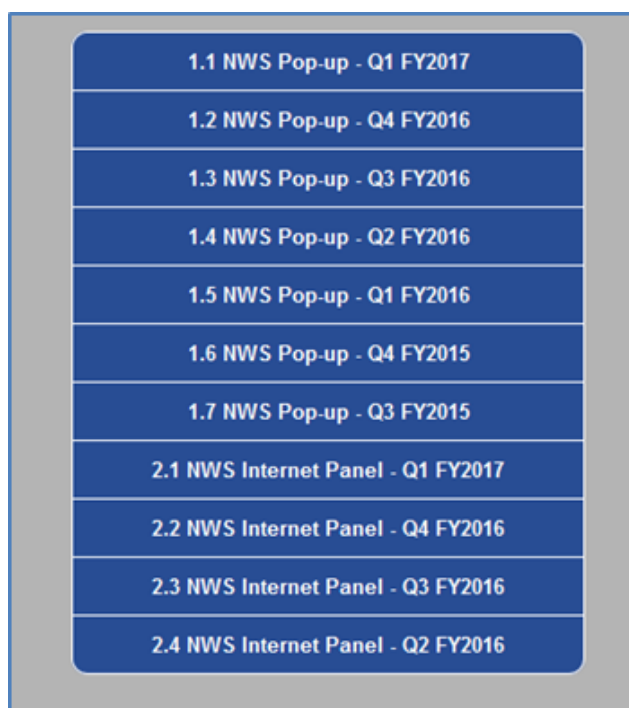 1.1 NWS Pop-up - Q1 FY2017
1.2 NWS Pop-up - Q4 FY2016
1.3 NWS Pop-up - Q3 FY2016
1.4 NWS Pop-up - Q2 FY2016
1.5 NWS Pop-up - Q1 FY2016
1.6 NWS Pop-up - Q4 FY2015
1.7 NWS Pop-up - Q3 FY2015
2.1 NWS Internet Panel - Q1 FY2017
2.2 NWS Internet Panel - Q4 FY2016
2.3 NWS Internet Panel - Q3 FY2016
2.4 NWS Internet Panel - Q2 FY2016